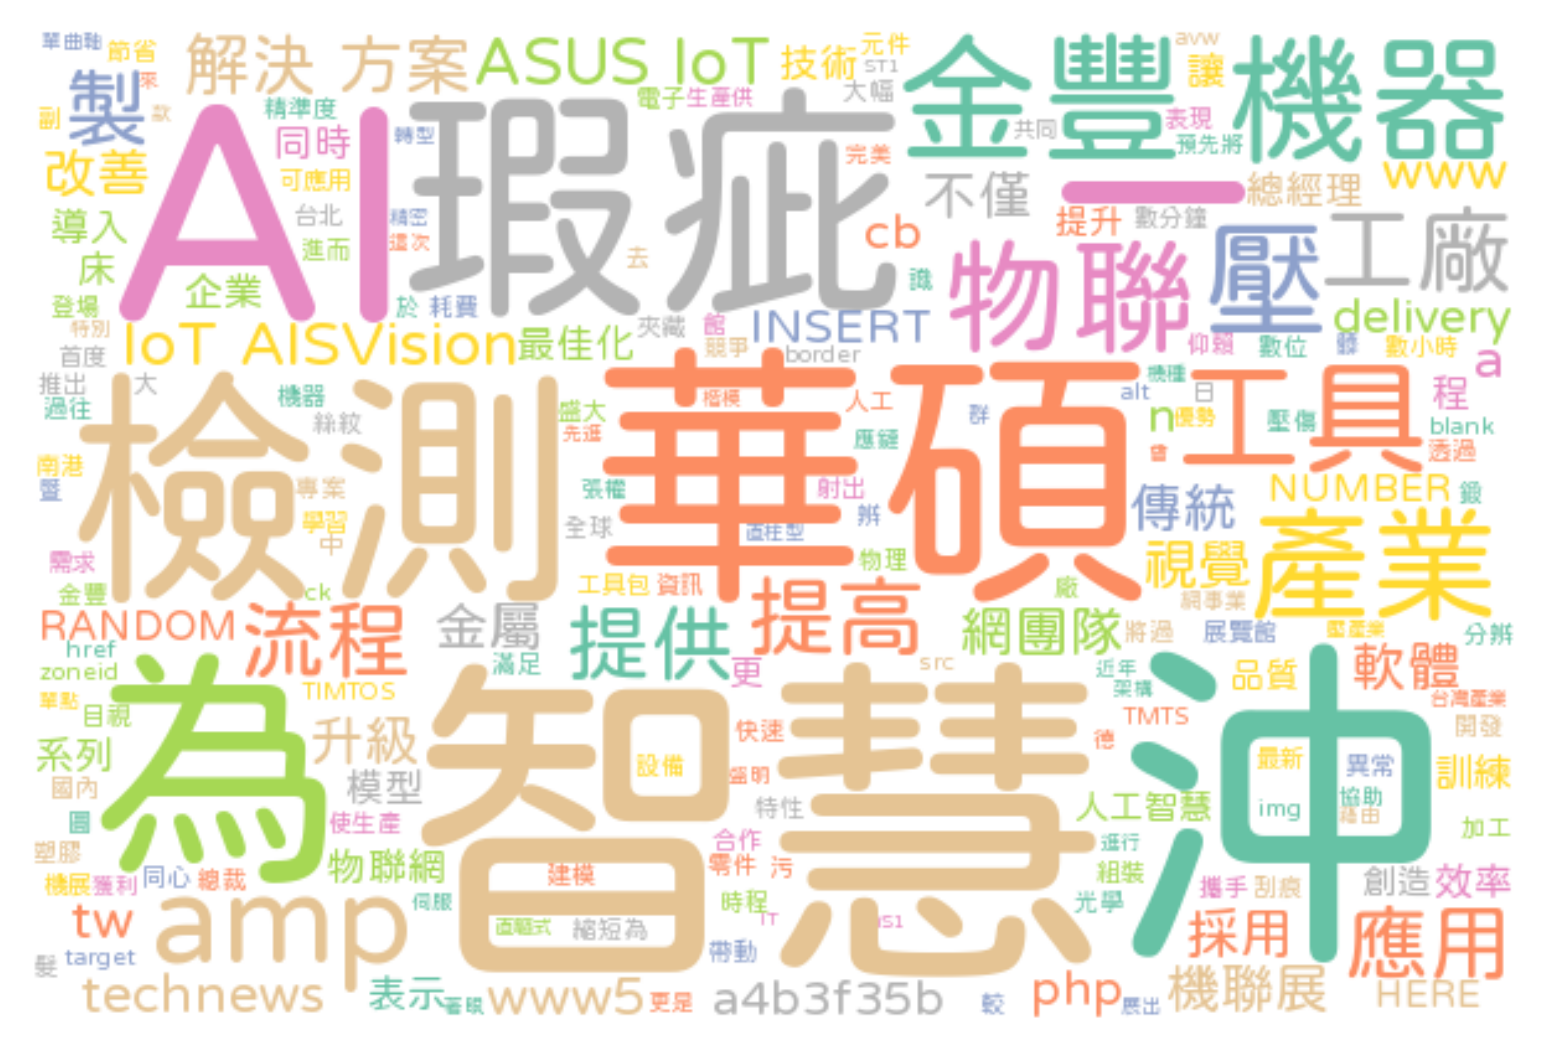 單曲軸 節省 解決 方案 ASUS IoT 技術 元件 avw
來 製 ST1 讓 金豐 機器
副 款 精準度 電子 生產供 大幅
改善 同時 轉型 AI 瑕疵 共同 表現
可應用 完美 預先將 www
導入 台北 精密 不僅 一 總經理
床 進而 這次 cb 提升 數分鐘 工廠
企業 去 識 物聯 壓
登場 於 耗費 夾藏 館 INSERT delivery
特別 IoT AISVision 最佳化 競爭 仰賴 數位 數小時
首度 border a
推出 大 機器 檢測 華碩 機種 工具 程
過往 絲紋 盛大 楷模 人工 群 alt 日
先進 應鏈 n 優勢 壓傷 blank
會 透過
南港 專案 張權 射出 NUMBER 鍛
暨 學習 全球 直柱型 辨 傳統 產業
中
需求 物理 視覺
金豐 ck 工具包 資訊 提高 廠 網事業
RANDOM 流程 金屬 提供 網團隊 將過 展覽館 壓產業 分辨
href 滿足 更 src 近年 品質 軟體
zoneid TIMTOS 智慧 架構 沖 台灣產業
單點 目視 為 升級 快速 TMTS 開發
系列 德 最新 異常 訓練
國內 模型 設備 盛明 img 協助
圓 使生產 特性 人工智慧 藉由 加工
塑膠 物聯網 合作 進行
機展 獲利 同心 總裁 建模 零件 污 組裝 攜手 刮痕 創造 效率
tw amp 伺服 時程 光學 採用 應用
直軀式 縮短為 IT
髮 target 帶動
technews 表示 著眼 www5 更是 a4b3f35b 較 php 展出 機聯展 HERE